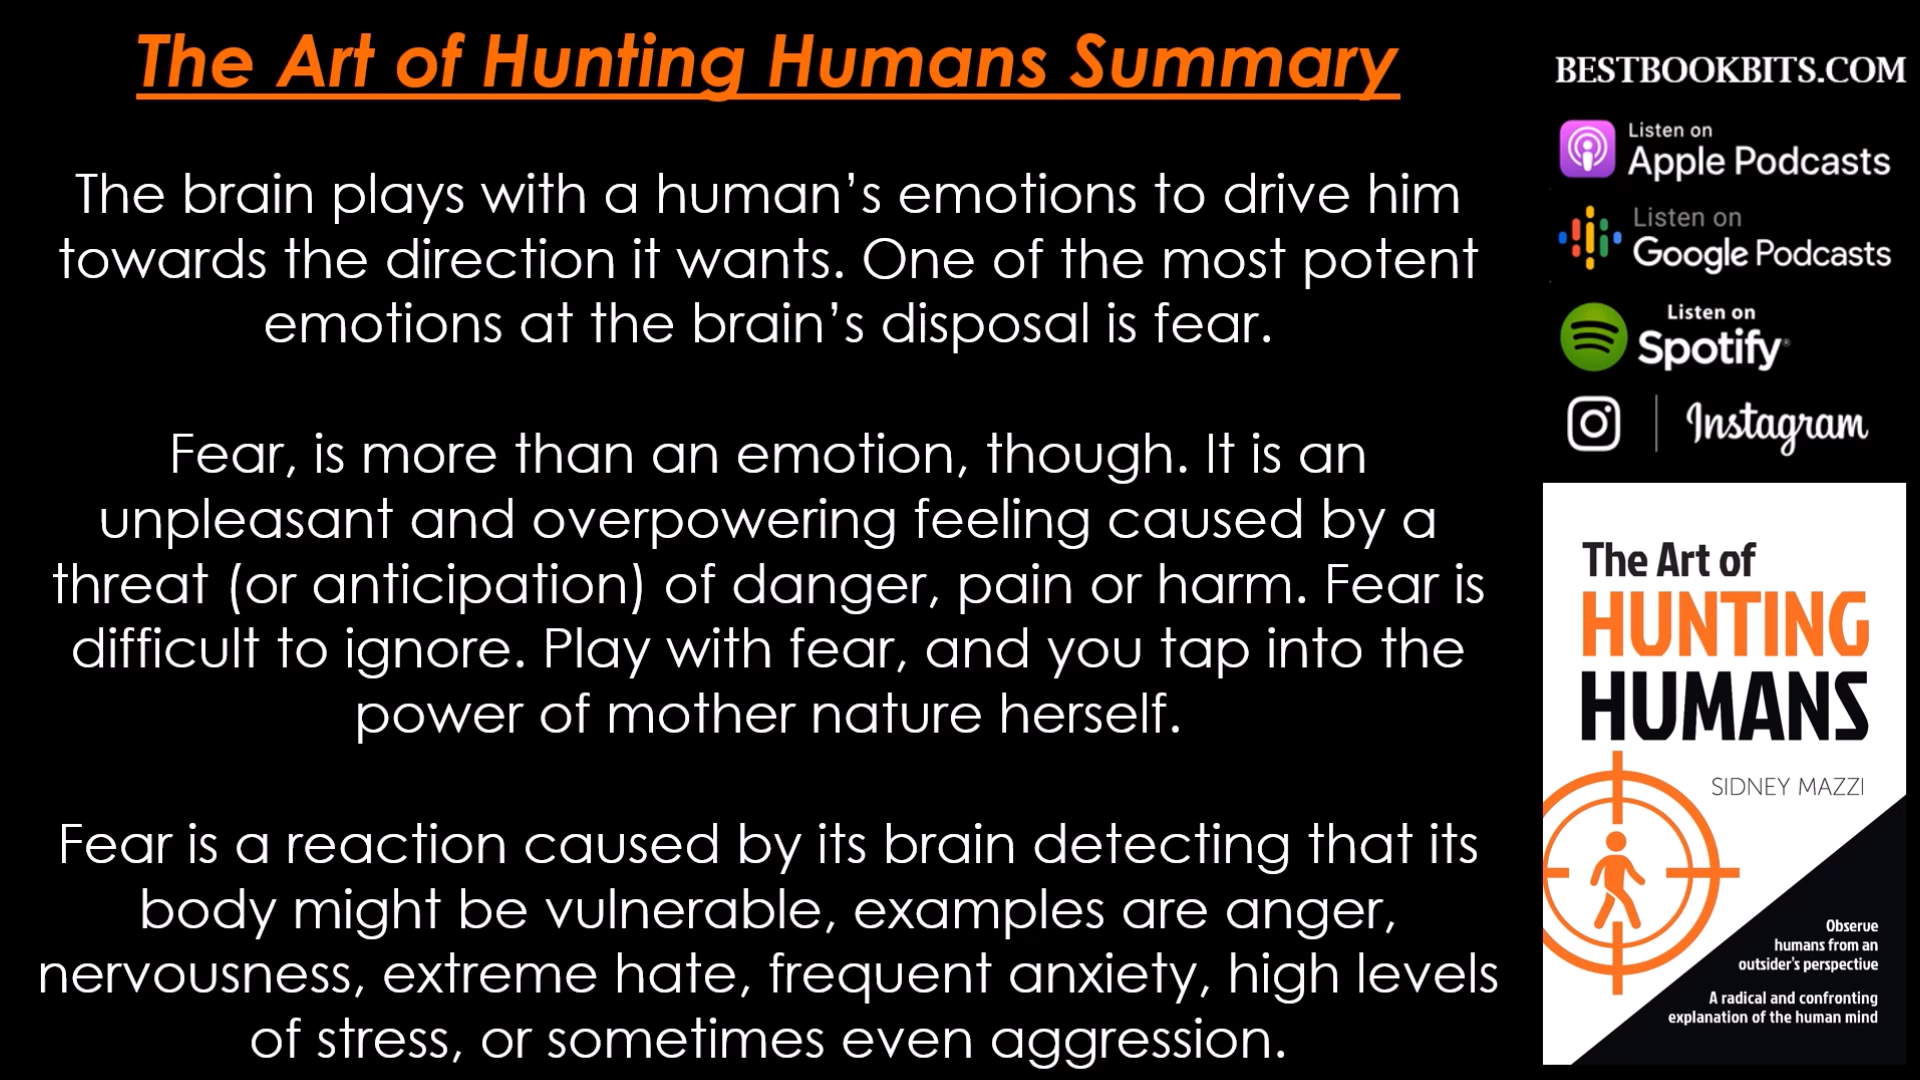 The Art of Hunting Humans Summary
The brain plays with a human’s emotions to drive him
towards the direction it wants. One of the most potent
emotions at the brain’s disposal is fear.
Fear, is more than an emotion, though. It is an
unpleasant and overpowering feeling caused by a
threat (or anticipation) of danger, pain or harm. Fear is
difficult to ignore. Play with fear, and you tap into the
power of mother nature herself.
Fear is a reaction caused by its brain detecting that its
body might be vulnerable, examples are anger,
nervousness, extreme hate, frequent anxiety, high levels
of stress, or sometimes even aggression.
BESTBOOKBITS.COM
Listen on
Apple Podcasts
Listen on
Google Podcasts
Listen on
Spotify
Instagram
The Art of
HUNTING
HUMANS
SIDNEY MAZZI
Observe
humans from an
outsider's perspective
A radical and confronting
explanation of the human mind